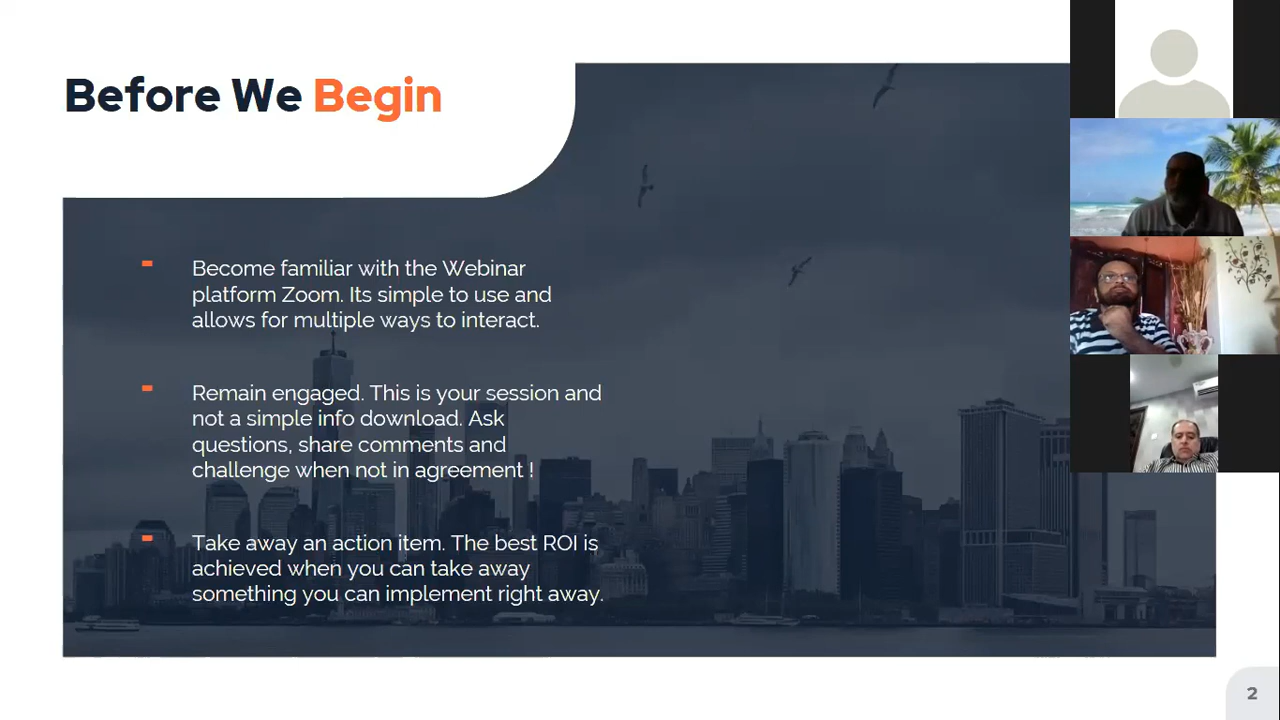 Before We Begin
Become familiar with the Webinar
platform Zoom. Its simple to use and
allows for multiple ways to interact.
Remain engaged. This is your session and
not a simple info download. Ask
questions, share comments and
challenge when not in agreement !
Take away an action item. The best ROI is
achieved when you can take away
something you can implement right away.
2